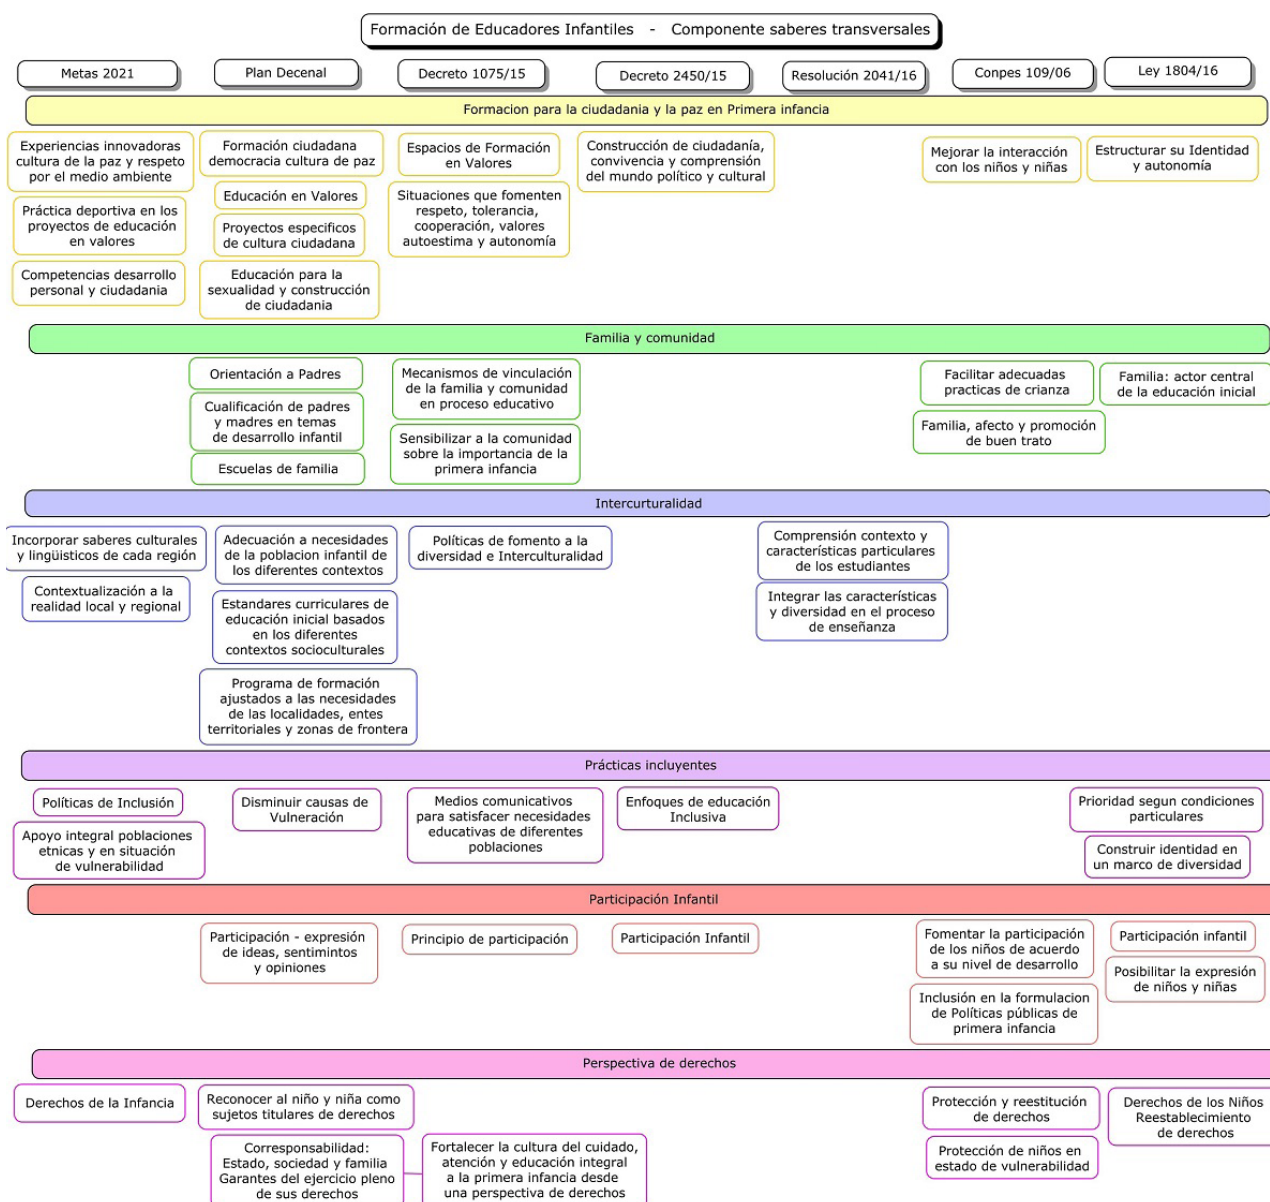 Formación de Educadores Infantiles - Componente saberes transversales
Metas 2021
Plan Decenal
Decreto 1075/15
Decreto 2450/15
Resolución 2041/16
Conpes 109/06
Ley 1804/16
Formacion para la ciudadania y la paz en Primera infancia
Experiencias innovadoras
cultura de la paz y respeto
por el medio ambiente
Práctica deportiva en los
proyectos de educación
en valores
Competencias desarrollo
personal y ciudadania
Formación ciudadana
democracia cultura de paz
Educación en Valores
Proyectos especificos
de cultura ciudadana
Educación para la
sexualidad y construcción
de ciudadania
Espacios de Formación
en Valores
Situaciones que fomenten
respeto, tolerancia,
cooperación, valores
autoestima y autonomía
Construcción de ciudadanía,
convivencia y comprensión
del mundo político y cultural
Mejorar la interacción
con los niños y niñas
Estructurar su Identidad
y autonomía
Familia y comunidad
Orientación a Padres
Cualificación de padres
y madres en temas
de desarrollo infantil
Escuelas de familia
Mecanismos de vinculación
de la familia y comunidad
en proceso educativo
Sensibilizar a la comunidad
sobre la importancia de la
primera infancia
Facilitar adecuadas
practicas de crianza
Familia, afecto y promoción
de buen trato
Familia: actor central
de la educación inicial
Intercurturalidad
Incorporar saberes culturales
y lingüisticos de cada región
Contextualización a la
realidad local y regional
Adecuación a necesidades
de la poblacion infantil de
los diferentes contextos
Estandares curriculares de
educación inicial basados
en los diferentes
contextos socioculturales
Programa de formación
ajustados a las necesidades
de las localidades, entes
territoriales y zonas de frontera
Políticas de fomento a la
diversidad e Interculturalidad
Comprensión contexto y
características particulares
de los estudiantes
Integrar las características
y diversidad en el proceso
de enseñanza
Prácticas incluyentes
Políticas de Inclusión
Apoyo integral poblaciones
etnicas y en situación
de vulnerabilidad
Disminuir causas de
Vulneración
Medios comunicativos
para satisfacer necesidades
educativas de diferentes
poblaciones
Enfoques de educación
Inclusiva
Prioridad segun condiciones
particulares
Construir identidad en
un marco de diversidad
Participación Infantil
Participación - expresión
de ideas, sentimintos
y opiniones
Principio de participación
Participación Infantil
Fomentar la participación
de los niños de acuerdo
a su nivel de desarrollo
Inclusión en la formulacion
de Políticas públicas de
primera infancia
Participación infantil
Posibilitar la expresión
de niños y niñas
Perspectiva de derechos
Derechos de la Infancia
Reconocer al niño y niña como
sujetos titulares de derechos
Corresponsabilidad:
Estado, sociedad y familia
Garantes del ejercicio pleno
de sus derechos
Fortalecer la cultura del cuidado,
atención y educación integral
a la primera infancia desde
una perspectiva de derechos
Protección y reestitución
de derechos
Protección de niños en
estado de vulnerabilidad
Derechos de los Niños
Reestablecimiento
de derechos